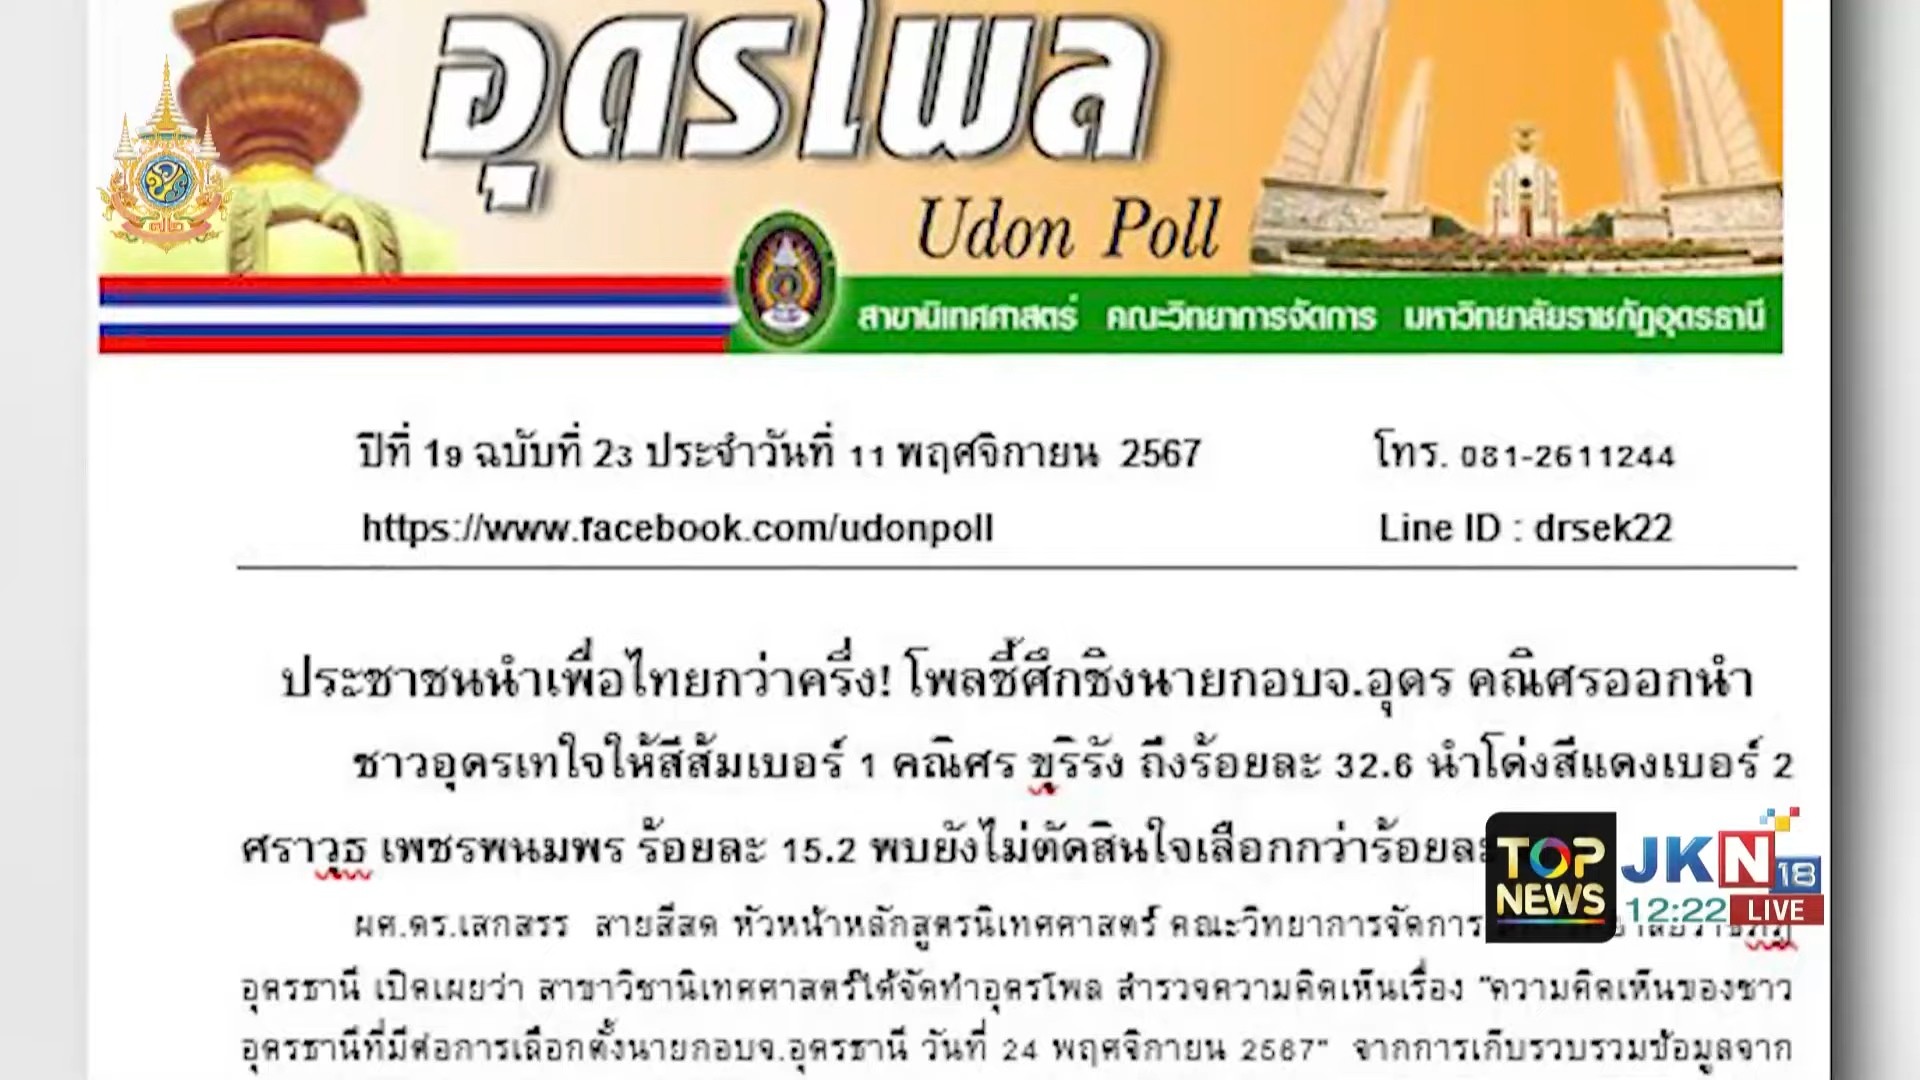 อุดรโพล
Udon Poll
สาขานิเทศศาสตร์ คณะวิทยาการจัดการ มหาวิทยาลัยราชภัฏอุดรธานี
ปีที่ 19 ฉบับที่ 23 ประจำวันที่ 11 พฤศจิกายน 2567 โทร. 081-2611244
https://www.facebook.com/udonpoll Line ID : drsek22
ประชาชนนำเพื่อไทยกว่าครึ่ง! โพลชี้ศึกชิงนายกอบจ.อุดร คณิศรออกนำ
ชาวอุดรเทใจให้สีส้มเบอร์ 1 คณิศร ขุริรัง ถึงร้อยละ 32.6 นำโด่งสีแดงเบอร์ 2
ศราวุธ เพชรพนมพร ร้อยละ 15.2 พบยังไม่ตัดสินใจเลือกกว่าร้อยละ
ผศ.ดร.เสกสรร สายสีสด หัวหน้าหลักสูตรนิเทศศาสตร์ คณะวิทยาการจัดการ
อุดรธานี เปิดเผยว่า สาขาวิชานิเทศศาสตร์ได้จัดทำอุดรโพล สำรวจความคิดเห็นเรื่อง "ความคิดเห็นของชาว
อุดรธานีที่มีต่อการเลือกตั้งนายกอบจ.อุดรธานี วันที่ 24 พฤศจิกายน 2567" จากการเก็บรวบรวมข้อมูลจาก
TOP NEWS
JKN 18
12:22 LIVE